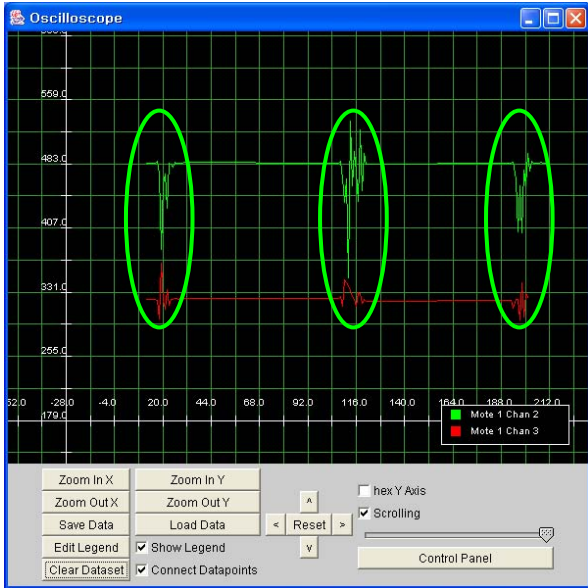 Oscilloscope
559.0
483.0
407.0
331.0
255.0
179.0
-28.0 -4.0 20.0 44.0 68.0 92.0 116.0 140.0 164.0 188.0 212.0
Mote 1 Chan 2
Mote 1 Chan 3
Zoom In X Zoom In Y
Zoom Out X Zoom Out Y ^ hex Y Axis
Save Data Load Data < Reset > Scrolling
Edit Legend Show Legend v Control Panel
Clear Dataset Connect Datapoints